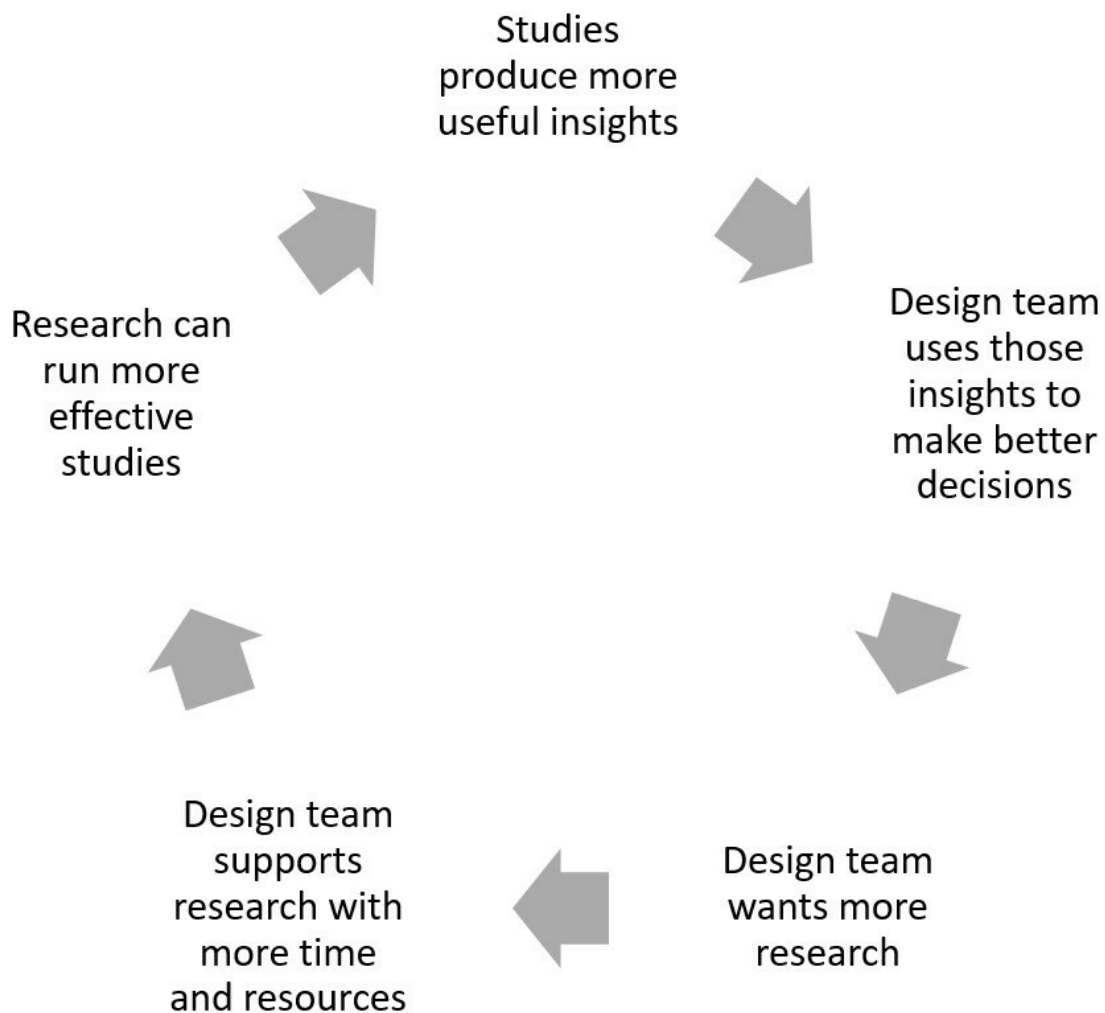 Studies
produce more
useful insights
Design team
uses those
insights to
make better
decisions
Design team
wants more
research
Design team
supports
research with
more time
and resources
Research can
run more
effective
studies